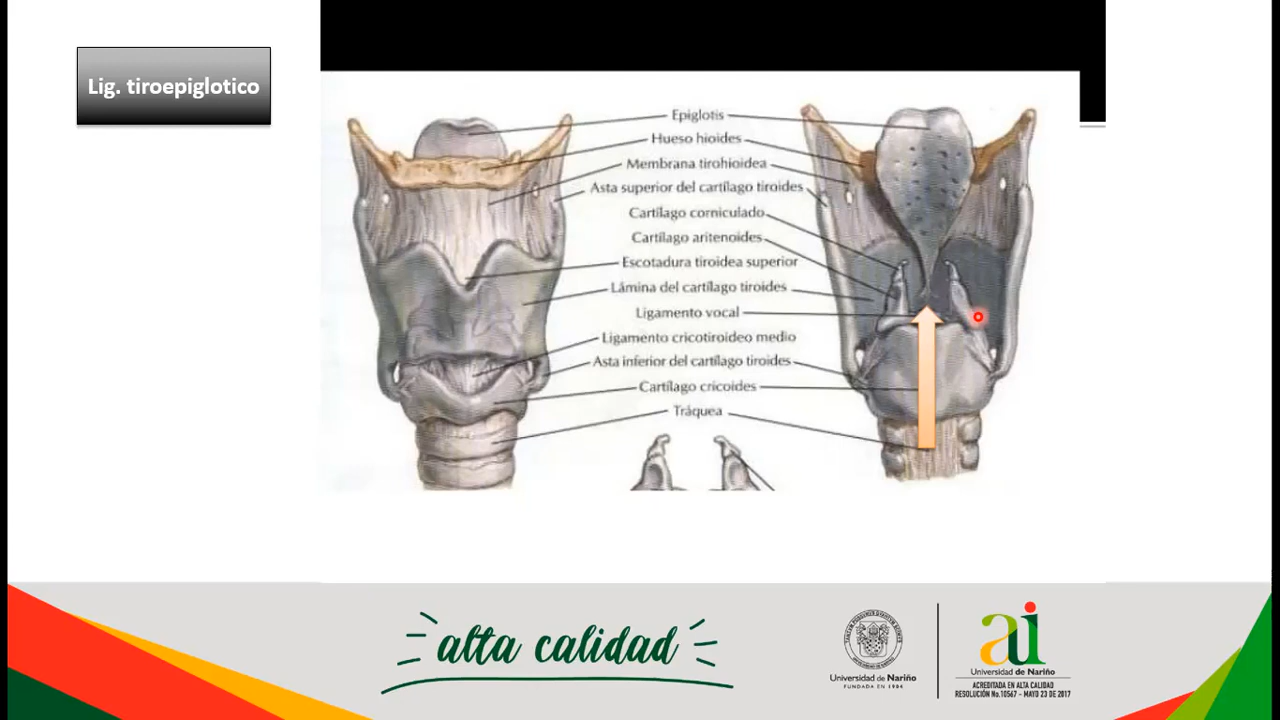 Lig. tiroepiglotico
Epiglotis
Hueso hioides
Membrana tirohioidea
Asta superior del cartílago tiroides
Cartílago corniculado
Cartílago aritenoides
Escotadura tiroidea superior
Lámina del cartílago tiroides
Ligamento vocal
Ligamento cricotiroideo medio
Asta inferior del cartílago tiroides
Cartílago cricoides
Tráquea
alta calidad
Universidad de Nariño
FUNDADA EN 1904
ai
Universidad de Nariño
ACREDITADA EN ALTA CALIDAD
RESOLUCIÓN No.10567 - MAYO 23 DE 2017